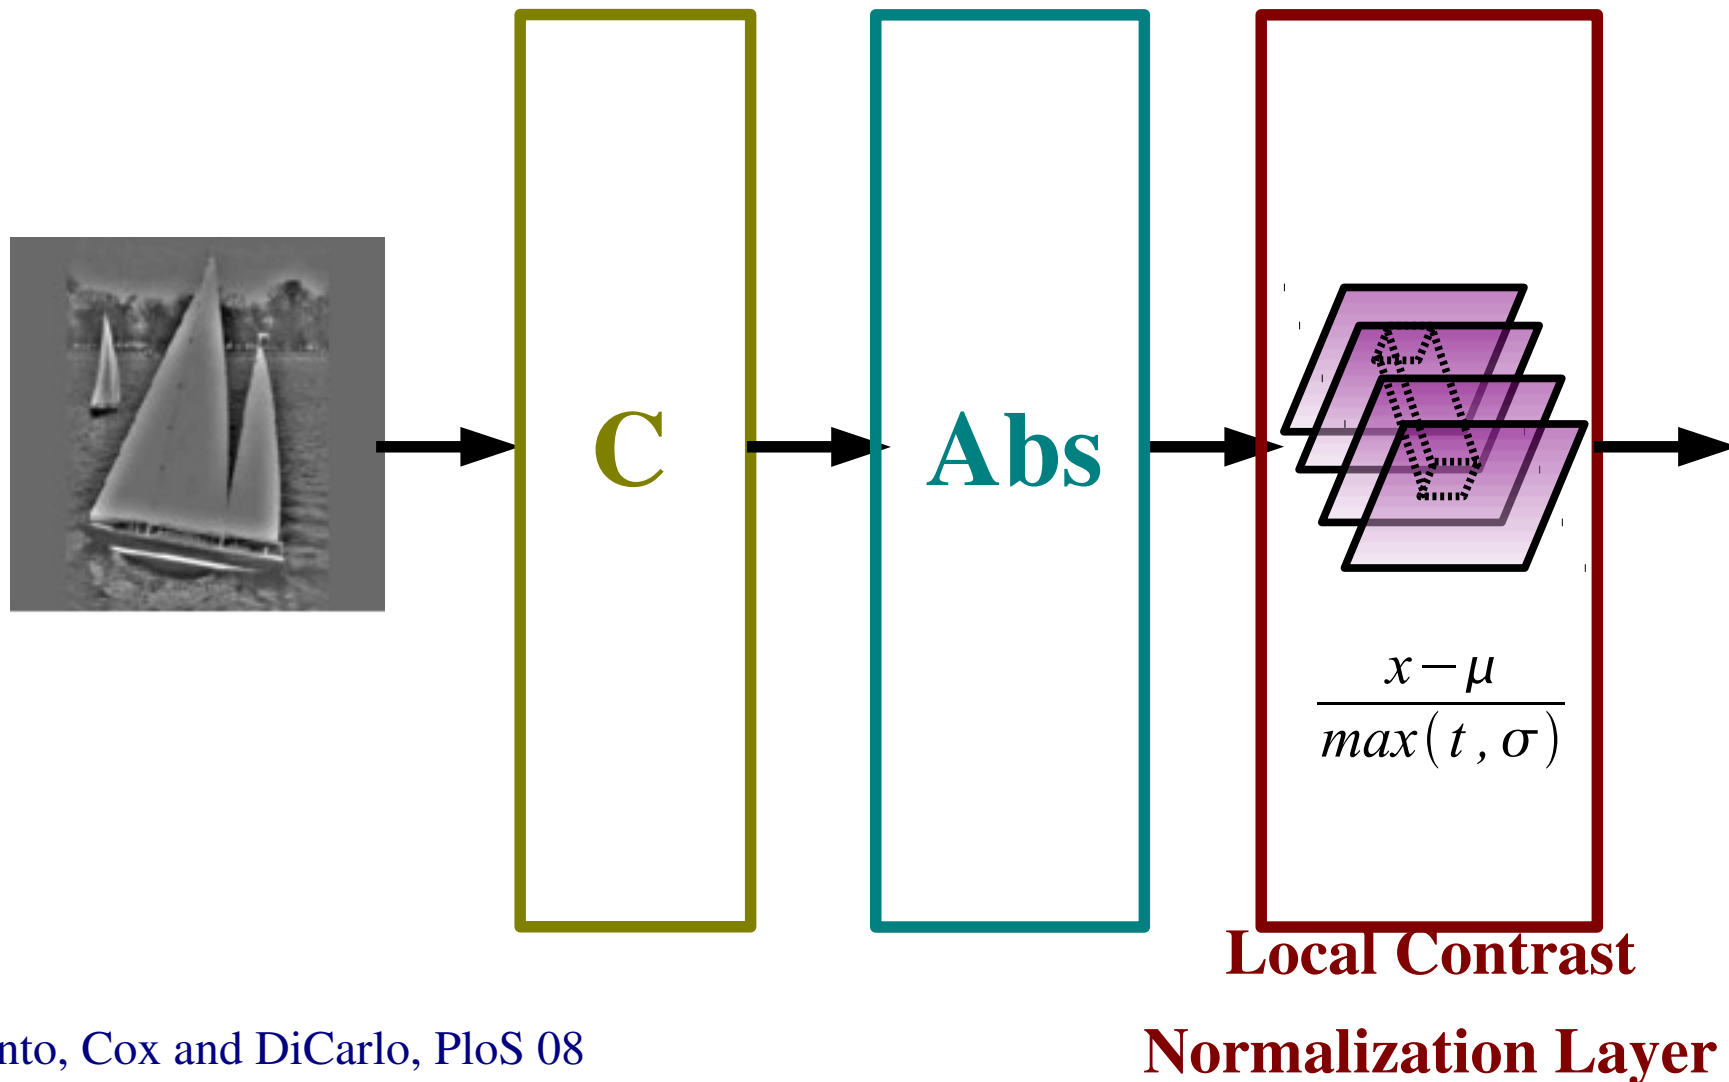 C
Abs
x − μ
max(t, σ)
Local Contrast
Normalization Layer
nto, Cox and DiCarlo, PloS 08